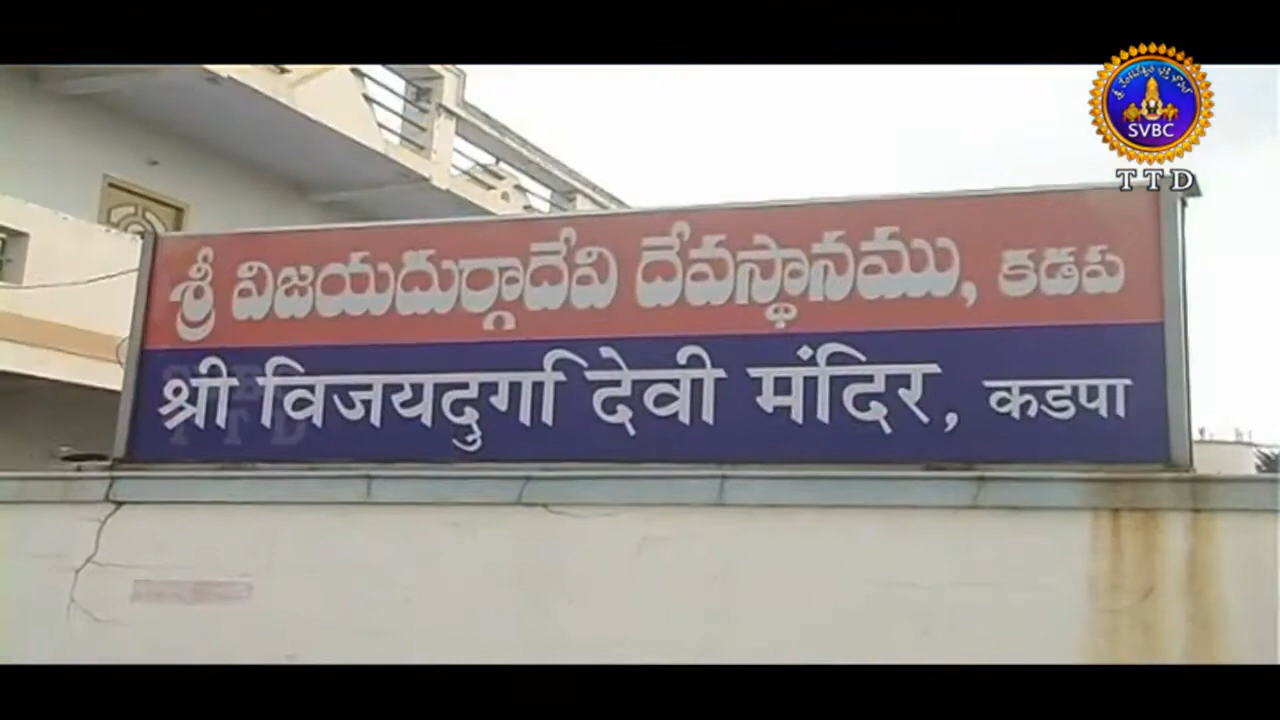 శ్రీ విజయదుర్గాదేవి దేవస్థానము, కడప
श्री विजयदुर्गा देवी मंदिर, कडपा
SVBC
TTD